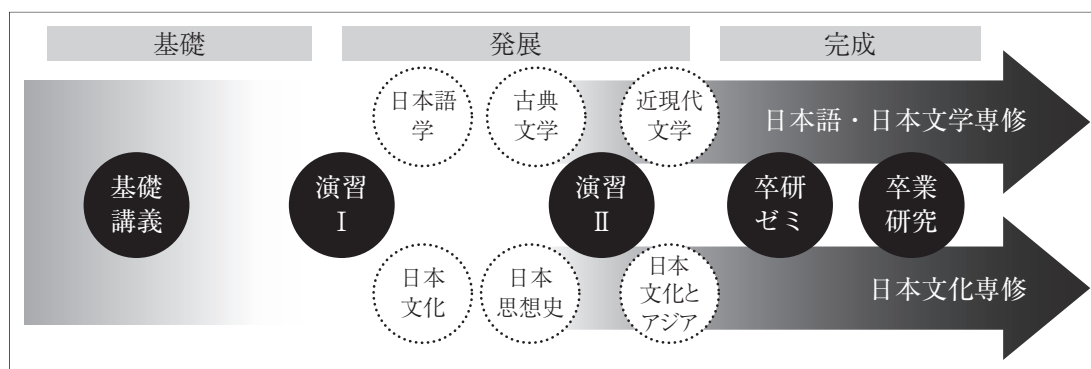 基礎
発展
完成
日本語
学
古典
文学
近現代
文学
日本語・日本文学専修
基礎
講義
演習
Ⅰ
演習
Ⅱ
卒研
ゼミ
卒業
研究
日本
文化
日本
思想史
日本
文化と
アジア
日本文化専修